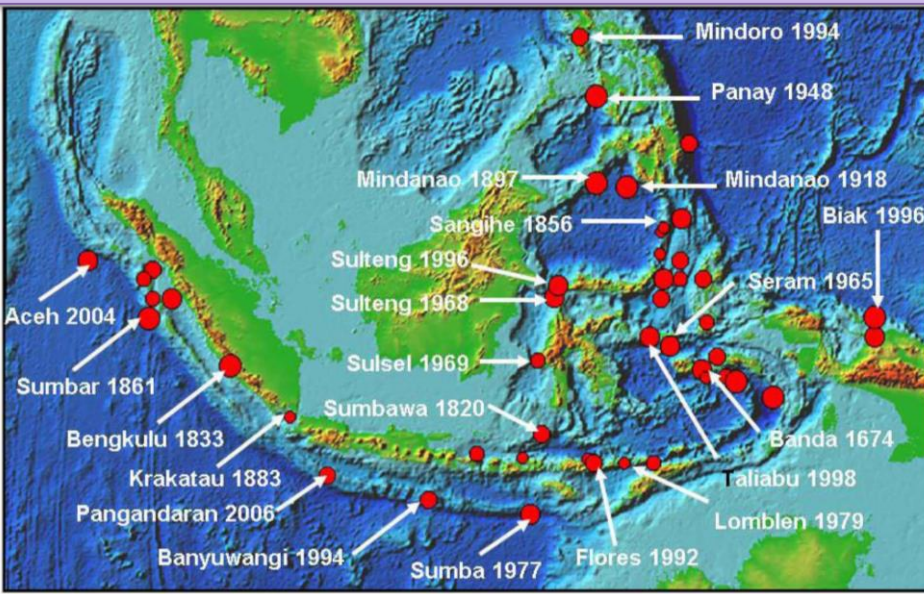 Mindoro 1994
Panay 1948
Mindanao 1897
Mindanao 1918
Biak 1996
Sangihe 1856
Sulteng 1996
Seram 1965
Sulteng 1968
Aceh 2004
Sulsel 1969
Sumbar 1861
Sumbawa 1820
Bengkulu 1833
Banda 1674
Krakatau 1883
Taliabu 1998
Pangandaran 2006
Lomblen 1979
Banyuwangi 1994
Flores 1992
Sumba 1977